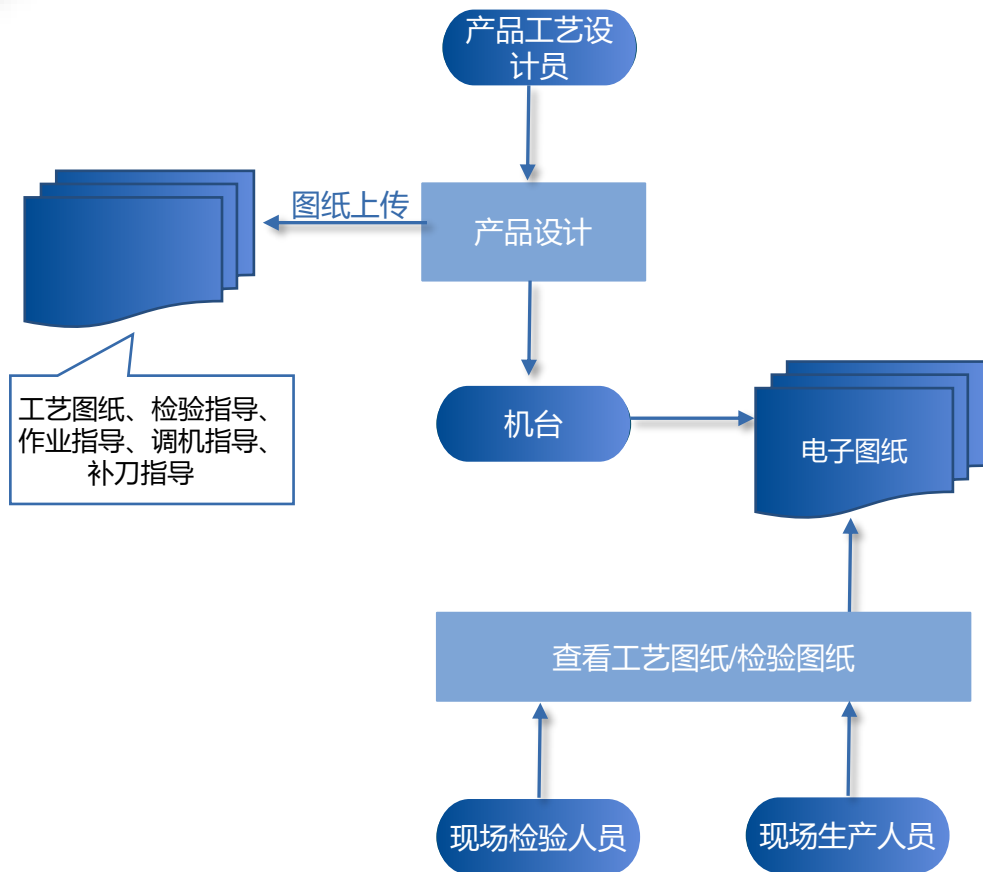 产品工艺设
计员
图纸上传
产品设计
工艺图纸、检验指导、
作业指导、调机指导、
补刀指导
机台
电子图纸
查看工艺图纸/检验图纸
现场检验人员
现场生产人员